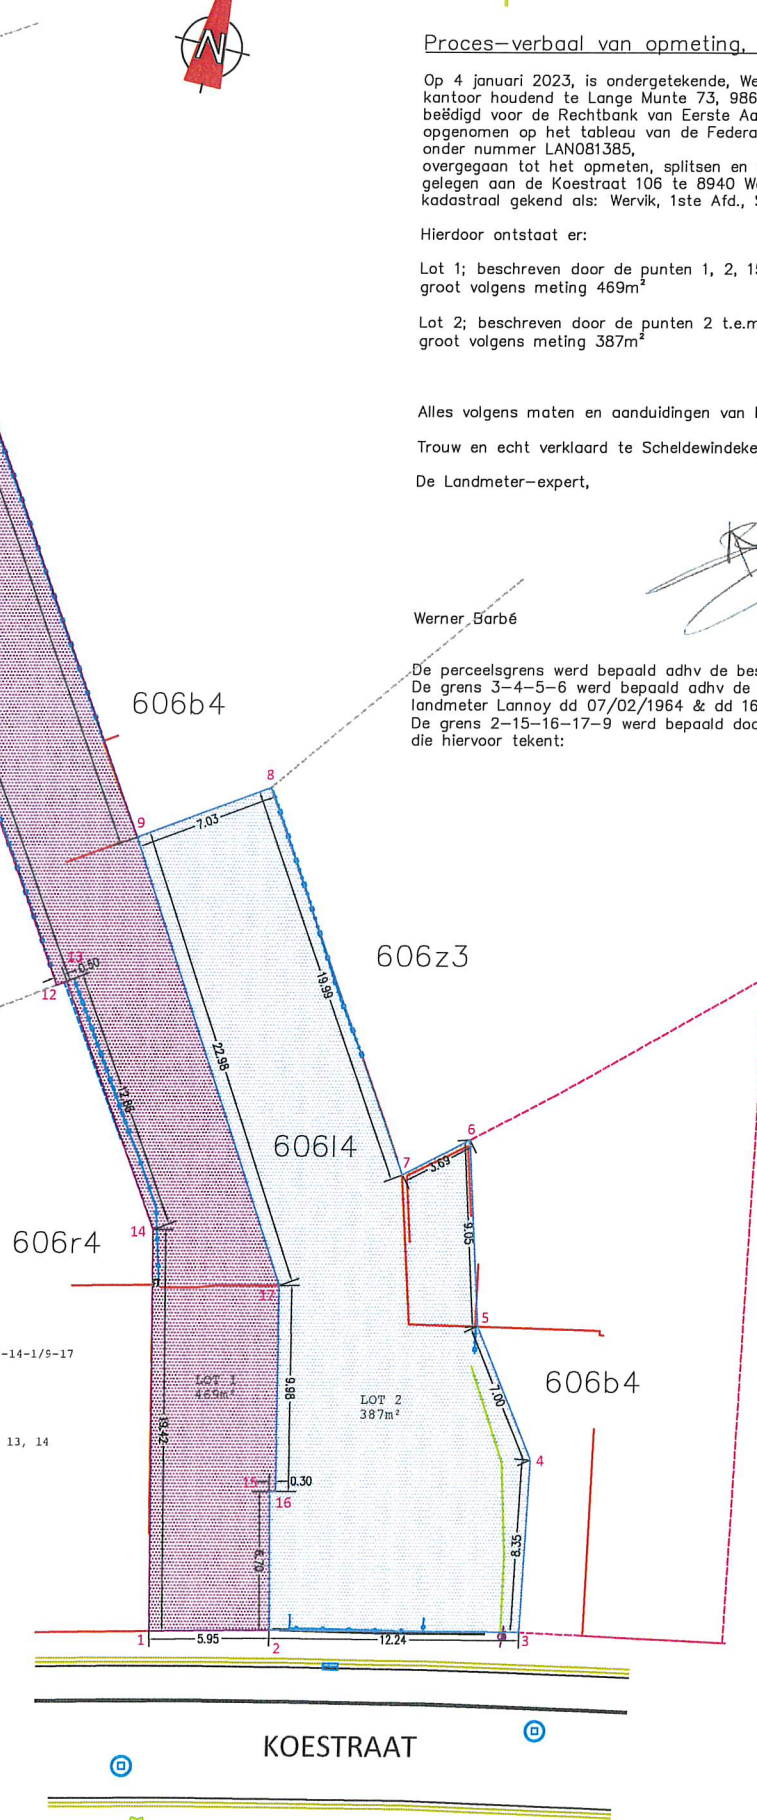 N
Proces-verbaal van opmeting,
Op 4 januari 2023, is ondergetekende, We
kantoor houdend te Lange Munte 73, 986
beëdigd voor de Rechtbank van Eerste Aa
opgenomen op het tableau van de Federa
onder nummer LAN081385,
overgegaan tot het opmeten, splitsen en
gelegen aan de Koestraat 106 te 8940 We
kadastraal gekend als: Wervik, 1ste Afd., S
Hierdoor ontstaat er:
Lot 1; beschreven door de punten 1, 2, 15
groot volgens meting 469m²
Lot 2; beschreven door de punten 2 t.e.m
groot volgens meting 387m²
Alles volgens maten en aanduidingen van
Trouw en echt verklaard te Scheldewindeke
De Landmeter-expert,
Werner Barbé
De perceelsgrens werd bepaald adhv de bes
De grens 3-4-5-6 werd bepaald adhv de
landmeter Lannoy dd 07/02/1964 & dd 16
De grens 2-15-16-17-9 werd bepaald doo
die hiervoor tekent:
606b4
8
9
7.03
606z3
13
0.50
12
19.99
22.98
12.86
6
606l4
7
3.69
14
9.05
606r4
17
5
-14-1/9-17
LOT 1
469m²
9.98
7.00
606b4
LOT 2
387m²
19.42
13, 14
4
15
0.30
16
6.70
8.35
1
5.95
2
12.24
3
KOESTRAAT